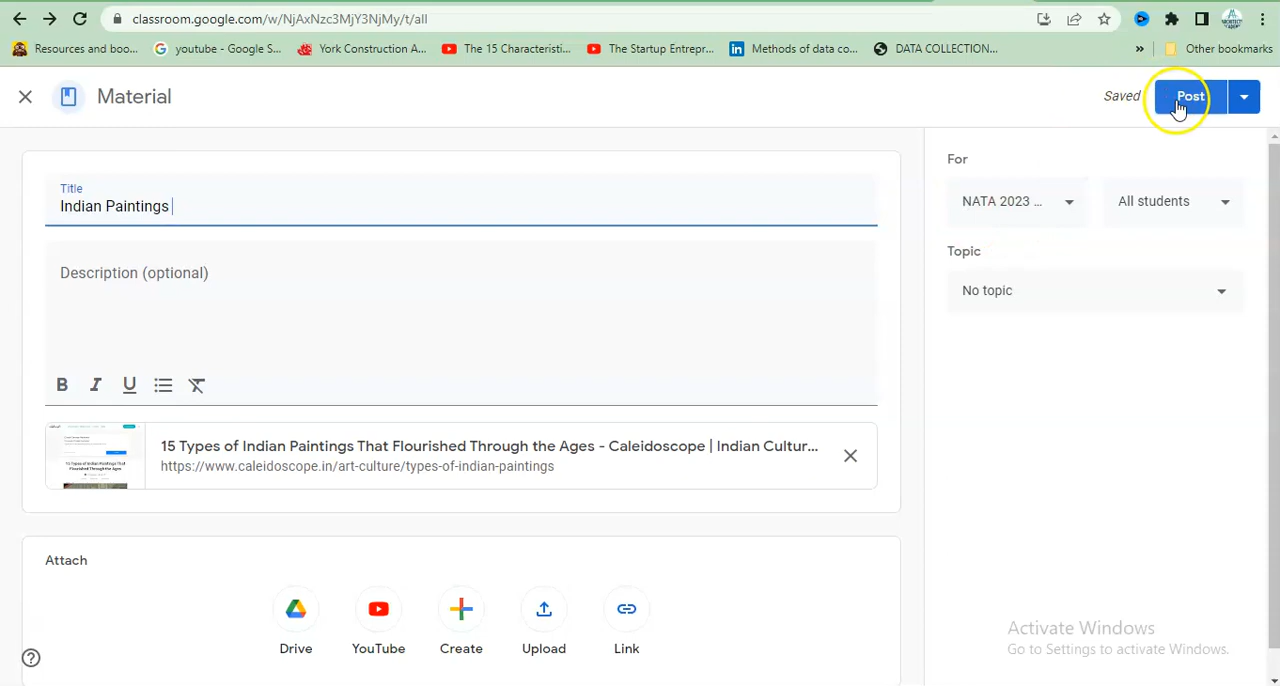 classroom.google.com/w/NjAxNzc3MjY3NjMy/t/all
Resources and boo...
youtube - Google S...
York Construction A...
The 15 Characteristi...
The Startup Entrepr...
Methods of data co...
DATA COLLECTION...
»
Other bookmarks
Material
Saved
Post
Title
Indian Paintings
Description (optional)
B I U
15 Types of Indian Paintings That Flourished Through the Ages - Caleidoscope | Indian Cultur...
https://www.caleidoscope.in/art-culture/types-of-indian-paintings
Attach
Drive
YouTube
Create
Upload
Link
For
NATA 2023 ...
All students
Topic
No topic
Activate Windows
Go to Settings to activate Windows.